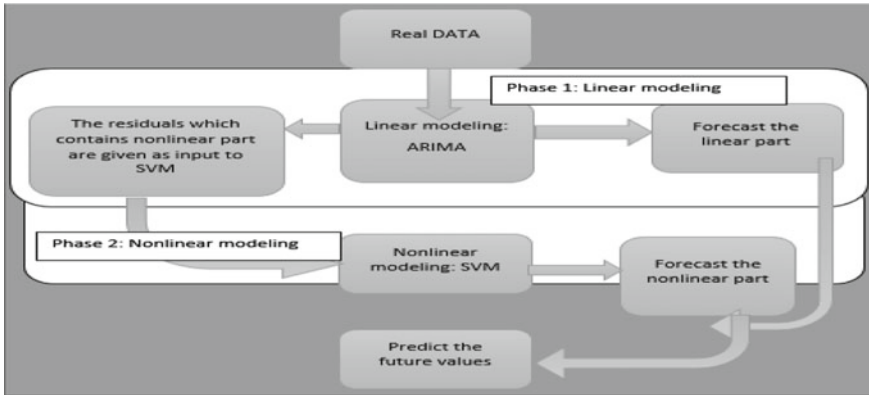 Real DATA
Phase 1: Linear modeling
The residuals which
contains nonlinear part
are given as input to
SVM
Linear modeling:
ARIMA
Forecast the
linear part
Phase 2: Nonlinear modeling
Nonlinear
modeling: SVM
Forecast the
nonlinear part
Predict the
future values